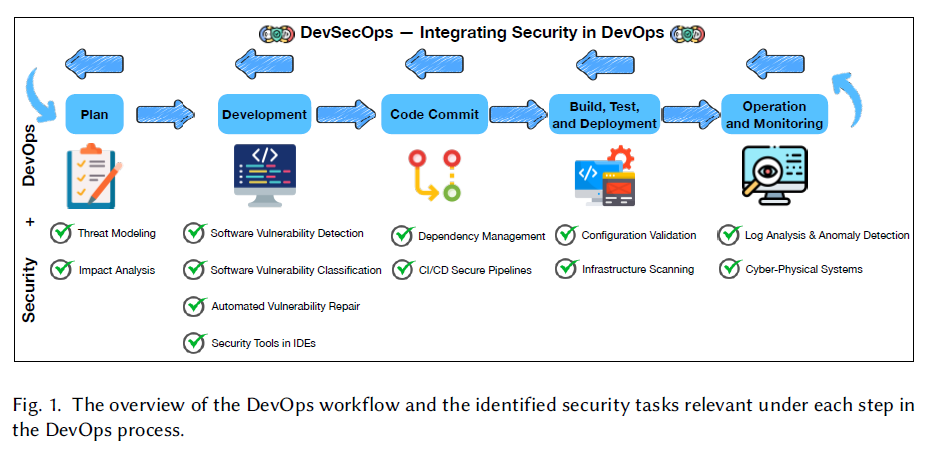 DevSecOps — Integrating Security in DevOps
Plan
Development
Code Commit
Build, Test,
and Deployment
Operation
and Monitoring
DevOps
+
Security
</>
</>
Threat Modeling
Impact Analysis
Software Vulnerability Detection
Software Vulnerability Classification
Automated Vulnerability Repair
Security Tools in IDEs
Dependency Management
CI/CD Secure Pipelines
Configuration Validation
Infrastructure Scanning
Log Analysis & Anomaly Detection
Cyber-Physical Systems
Fig. 1. The overview of the DevOps workflow and the identified security tasks relevant under each step in
the DevOps process.